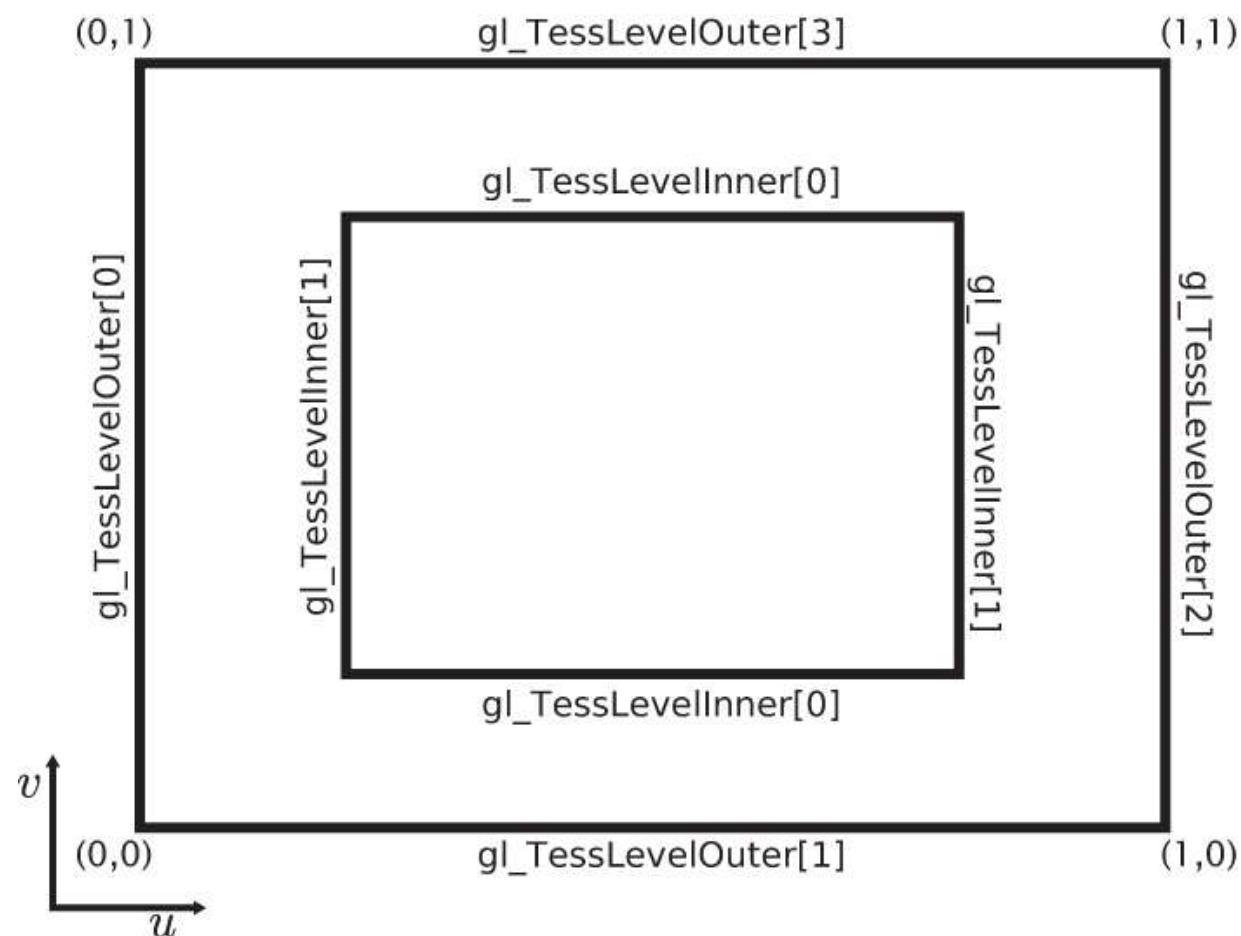 (0,1)
gl_TessLevelOuter[3]
(1,1)
gl_TessLevelInner[0]
gl_TessLevelOuter[0]
gl_TessLevelInner[1]
gl_TessLevelInner[1]
gl_TessLevelOuter[2]
gl_TessLevelInner[0]
v
(0,0)
gl_TessLevelOuter[1]
(1,0)
u